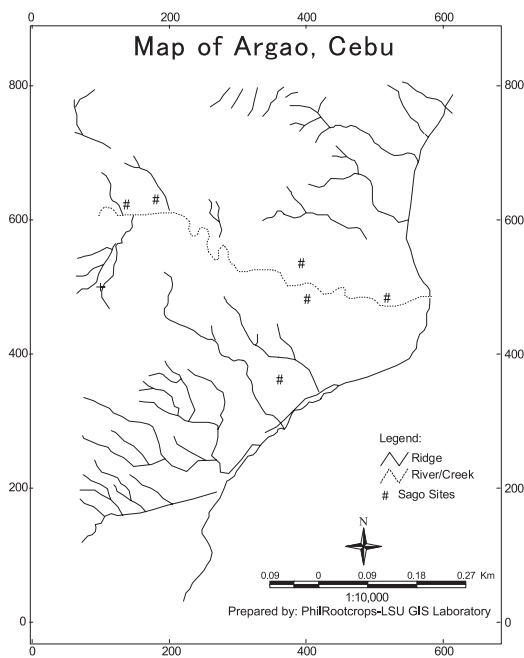 0 200 400 600
Map of Argao, Cebu
800 800
# #
600 600
#
# #
400 400
#
Legend:
Ridge
River/Creek
# Sago Sites
200 200
N
0.09 0 0.09 0.18 0.27 Km
1:10,000
Prepared by: PhilRootcrops-LSU GIS Laboratory
0 0
0 200 400 600